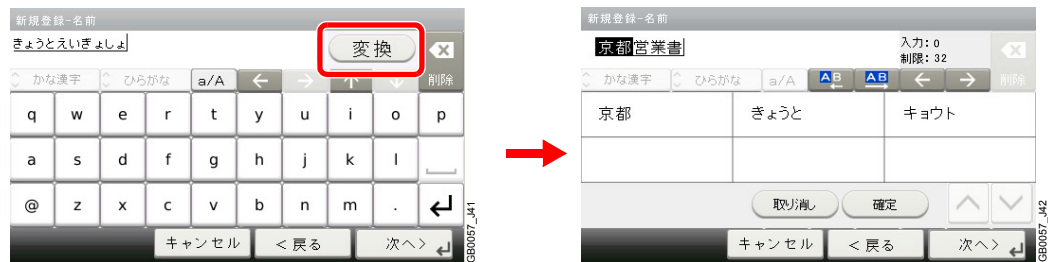 新規登録-名前
きょうとえいぎょしょ
変換
かな漢字 ひらがな a/A ← → ↑ ↓ 削除
q w e r t y u i o p
a s d f g h j k l
@ z x c v b n m .
キャンセル <戻る 次へ>
GB0057_J41
新規登録-名前
京都営業書
入力: 0
制限: 32
かな漢字 ひらがな a/A AB AB ← → 削除
京都 きょうと キョウト
取り消し 確定
キャンセル <戻る 次へ>
GB0057_J42